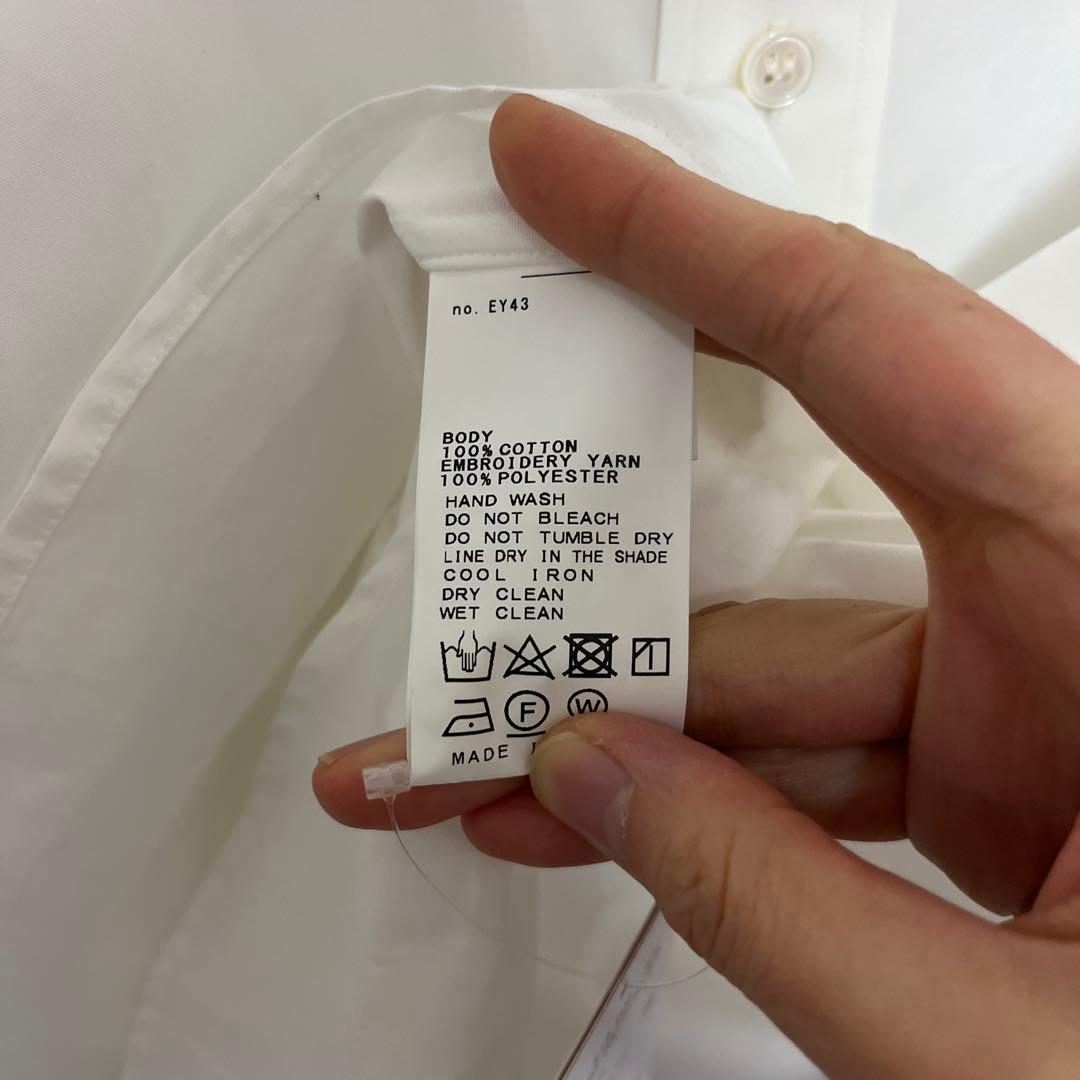 no. EY43
BODY
100% COTTON
EMBROIDERY YARN
100% POLYESTER
HAND WASH
DO NOT BLEACH
DO NOT TUMBLE DRY
LINE DRY IN THE SHADE
COOL IRON
DRY CLEAN
WET CLEAN
F W
MADE